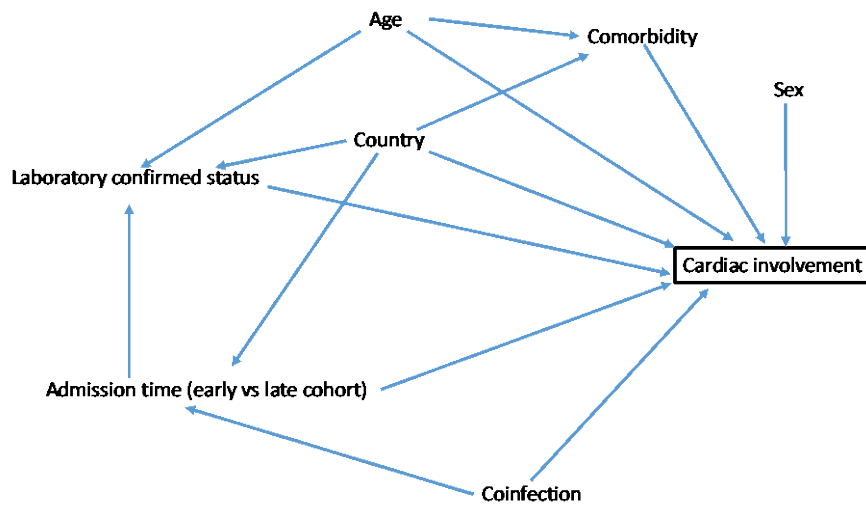 Age
Comorbidity
Sex
Country
Laboratory confirmed status
Cardiac involvement
Admission time (early vs late cohort)
Coinfection